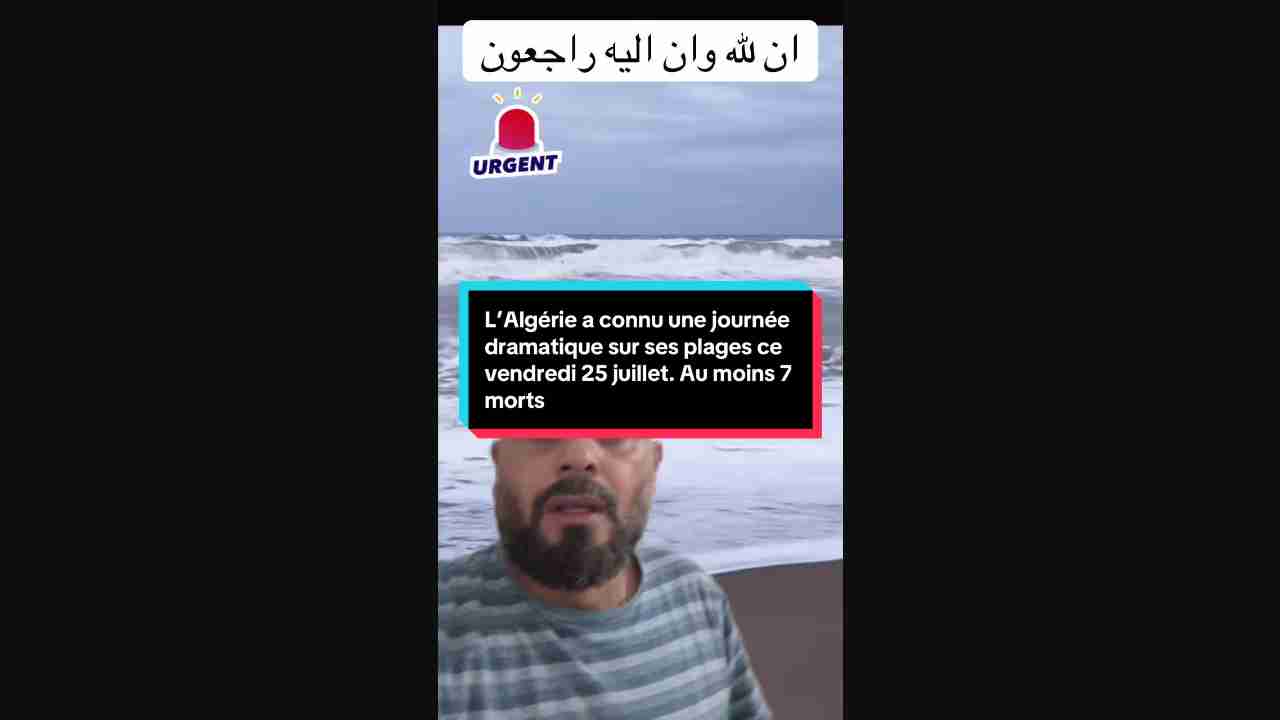 ان لله وان اليه راجعون
URGENT
L’Algérie a connu une journée
dramatique sur ses plages ce
vendredi 25 juillet. Au moins 7
morts